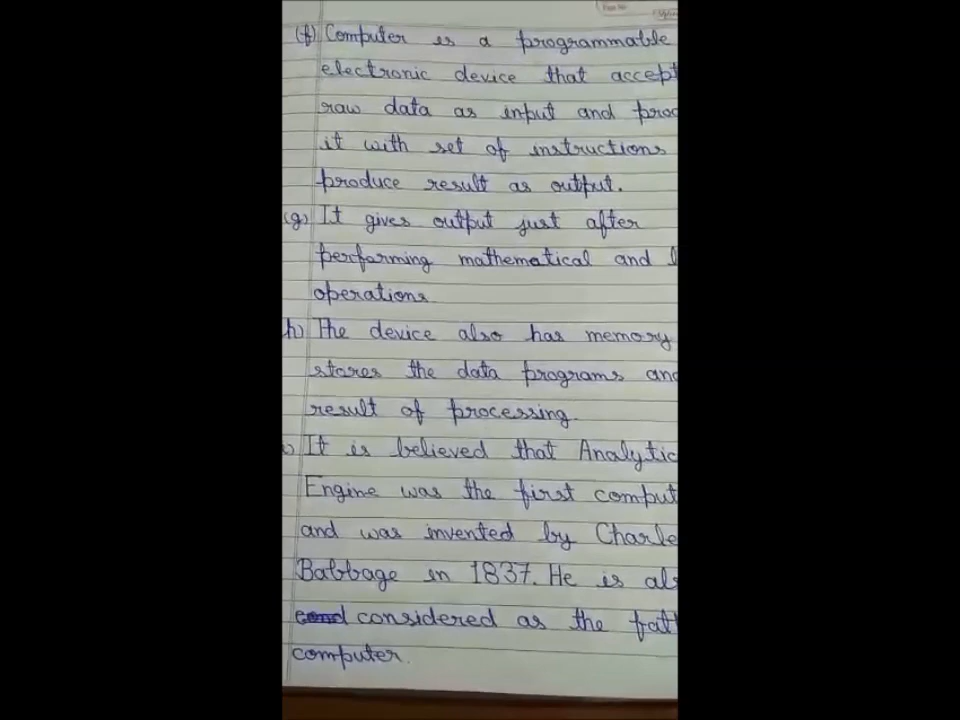 (f) Computer is a programmable
electronic device that accept
raw data as input and proc
it with set of instructions
produce result as output.
(g) It gives output just after
performing mathematical and l
operations.
h) The device also has memory
stores the data programs and
result of processing.
) It is believed that Analytic
Engine was the first comput
and was invented by Charle
Babbage in 1837. He is als
considered as the fath
computer.